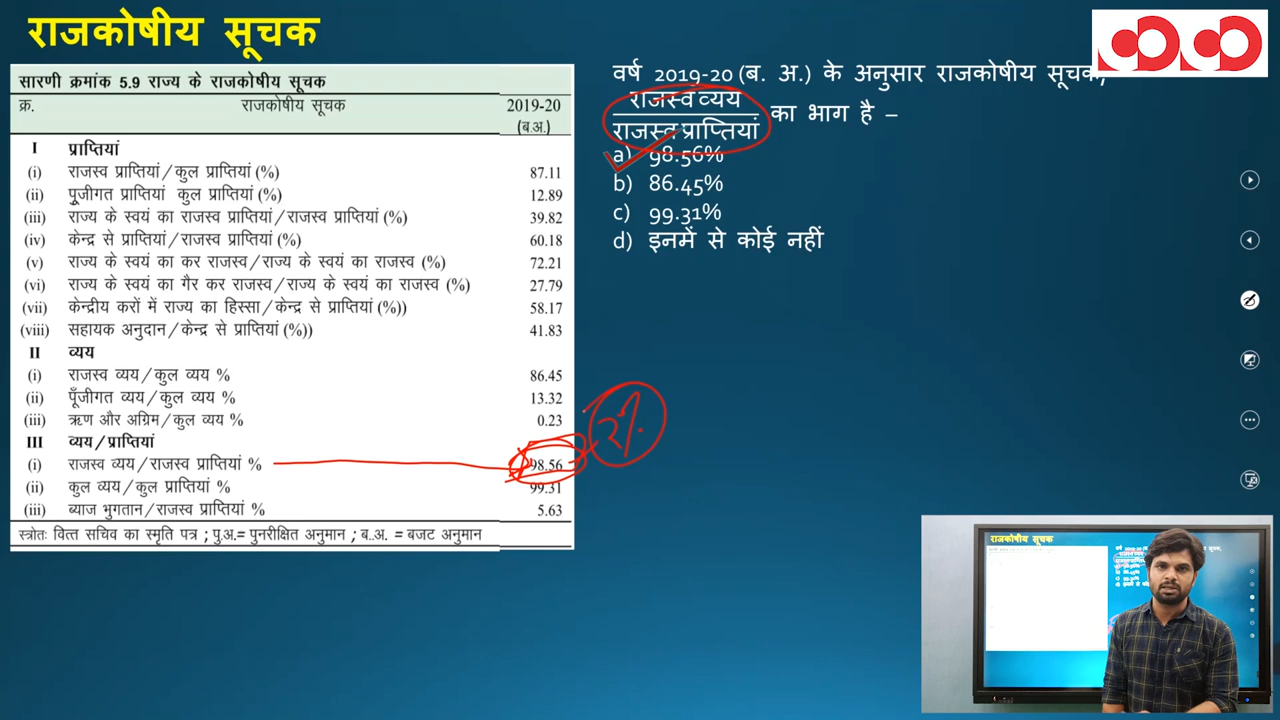 राजकोषीय सूचक
सारणी क्रमांक 5.9 राज्य के राजकोषीय सूचक
क्र. राजकोषीय सूचक 2019-20
(ब.अ.)
I प्राप्तियां
(i) राजस्व प्राप्तियां/कुल प्राप्तियां (%) 87.11
(ii) पूजीगत प्राप्तियां कुल प्राप्तियां (%) 12.89
(iii) राज्य के स्वयं का राजस्व प्राप्तियां/राजस्व प्राप्तियां (%) 39.82
(iv) केन्द्र से प्राप्तियां/राजस्व प्राप्तियां (%) 60.18
(v) राज्य के स्वयं का कर राजस्व/राज्य के स्वयं का राजस्व (%) 72.21
(vi) राज्य के स्वयं का गैर कर राजस्व/राज्य के स्वयं का राजस्व (%) 27.79
(vii) केन्द्रीय करों में राज्य का हिस्सा/केन्द्र से प्राप्तियां (%)) 58.17
(viii) सहायक अनुदान/केन्द्र से प्राप्तियां (%)) 41.83
II व्यय
(i) राजस्व व्यय/कुल व्यय % 86.45
(ii) पूँजीगत व्यय/कुल व्यय % 13.32
(iii) ऋण और अग्रिम/कुल व्यय % 0.23
III व्यय/प्राप्तियां
(i) राजस्व व्यय/राजस्व प्राप्तियां % 98.56
(ii) कुल व्यय/कुल प्राप्तियां % 99.31
(iii) ब्याज भुगतान/राजस्व प्राप्तियां % 5.63
स्त्रोतः वित्त सचिव का स्मृति पत्र ; पु.अ.= पुनरीक्षित अनुमान ; ब..अ. = बजट अनुमान
वर्ष 2019-20 (ब. अ.) के अनुसार राजकोषीय सूचक,
राजस्व व्यय
राजस्व प्राप्तियां का भाग है –
a) 98.56%
b) 86.45%
c) 99.31%
d) इनमें से कोई नहीं
राजकोषीय सूचक